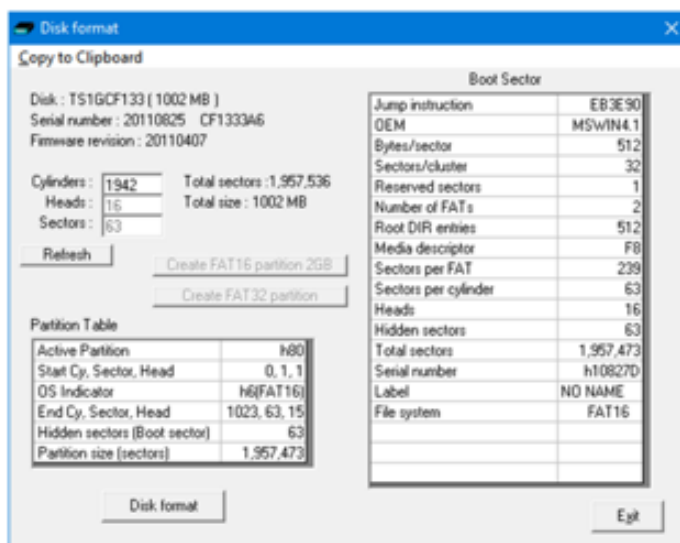 Disk format
Copy to Clipboard
Disk : TS1GCF133 ( 1002 MB )
Serial number : 20110825 CF1333A6
Firmware revision : 20110407
Cylinders : 1942 Total sectors :1,957,536
Heads : 16 Total size : 1002 MB
Sectors : 63
Refresh
Create FAT16 partition 2GB
Create FAT32 partition
Partition Table
Active Partition h80
Start Cy, Sector, Head 0, 1, 1
OS Indicator h6(FAT16)
End Cy, Sector, Head 1023, 63, 15
Hidden sectors (Boot sector) 63
Partition size (sectors) 1,957,473
Disk format
Boot Sector
Jump instruction EB3E90
OEM MSWIN4.1
Bytes/sector 512
Sectors/cluster 32
Reserved sectors 1
Number of FATs 2
Root DIR entries 512
Media descriptor F8
Sectors per FAT 239
Sectors per cylinder 63
Heads 16
Hidden sectors 63
Total sectors 1,957,473
Serial number h10827D
Label NO NAME
File system FAT16
Exit